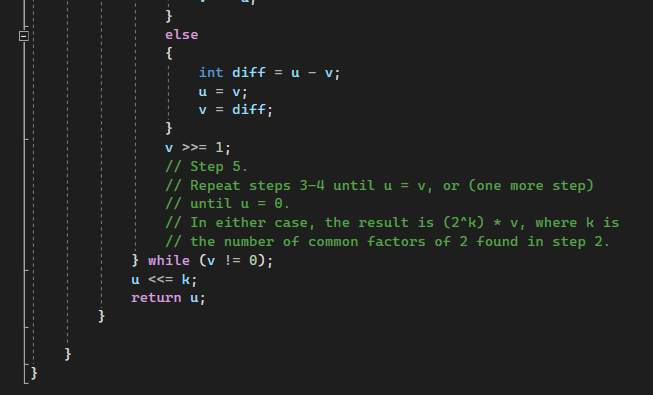 }
else
{
int diff = u - v;
u = v;
v = diff;
}
v >>= 1;
// Step 5.
// Repeat steps 3-4 until u = v, or (one more step)
// until u = 0.
// In either case, the result is (2^k) * v, where k is
// the number of common factors of 2 found in step 2.
} while (v != 0);
u <<= k;
return u;
}
}
}